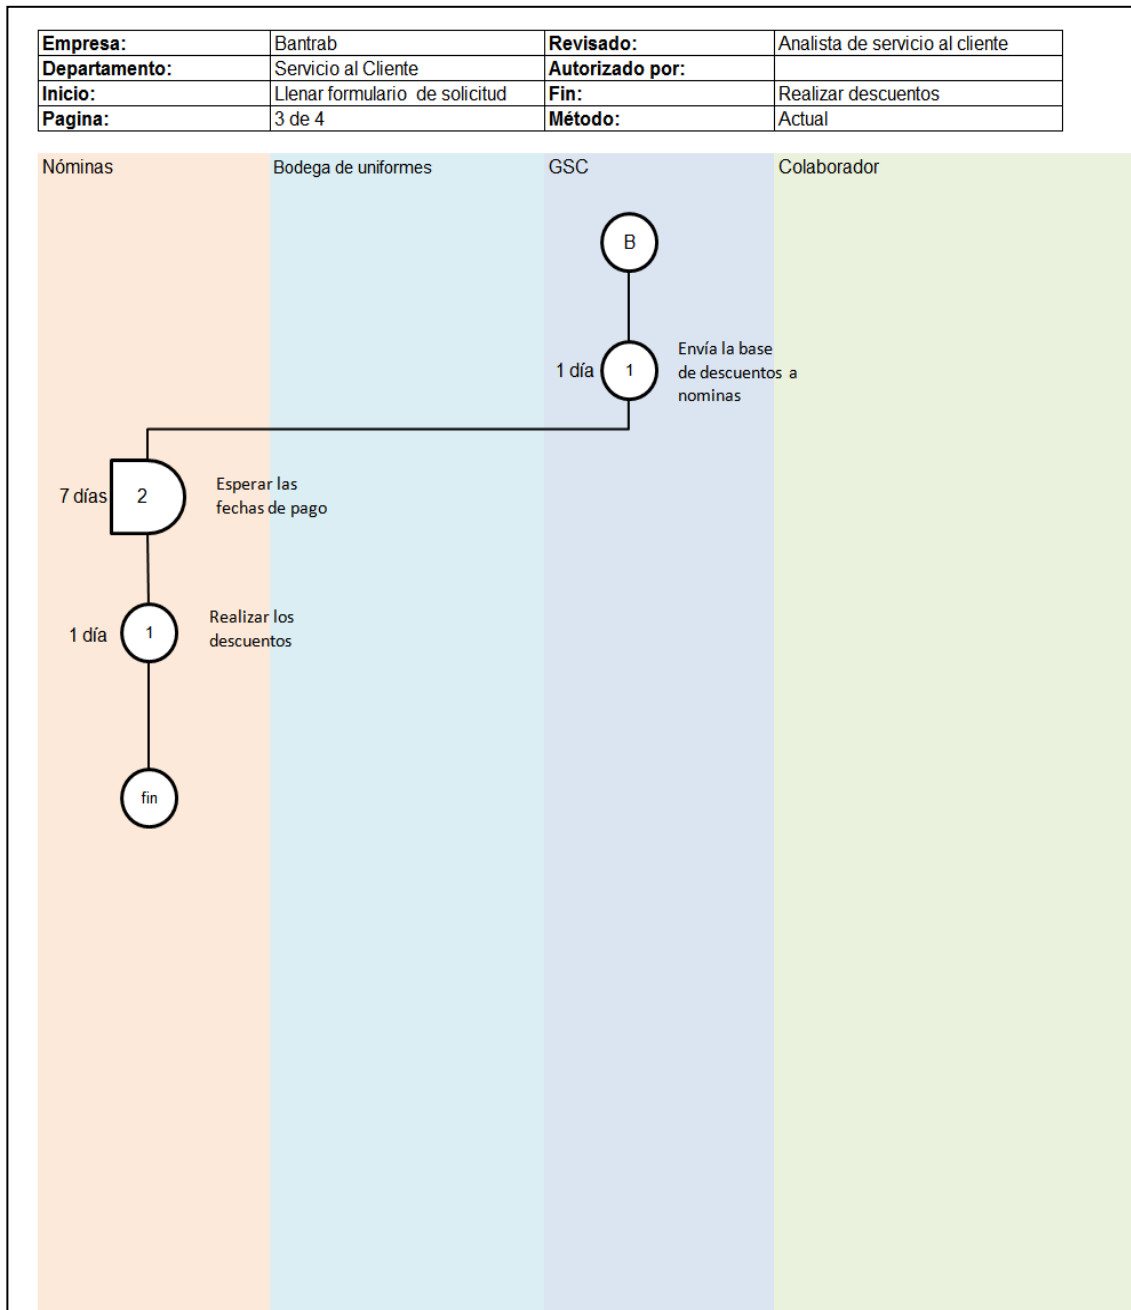 Empresa: Bantrab Revisado: Analista de servicio al cliente
Departamento: Servicio al Cliente Autorizado por:
Inicio: Llenar formulario de solicitud Fin: Realizar descuentos
Pagina: 3 de 4 Método: Actual
Nóminas Bodega de uniformes GSC Colaborador
B
Envía la base
1 día 1 de descuentos a
nominas
7 días 2 Esperar las
fechas de pago
1 día 1 Realizar los
descuentos
fin